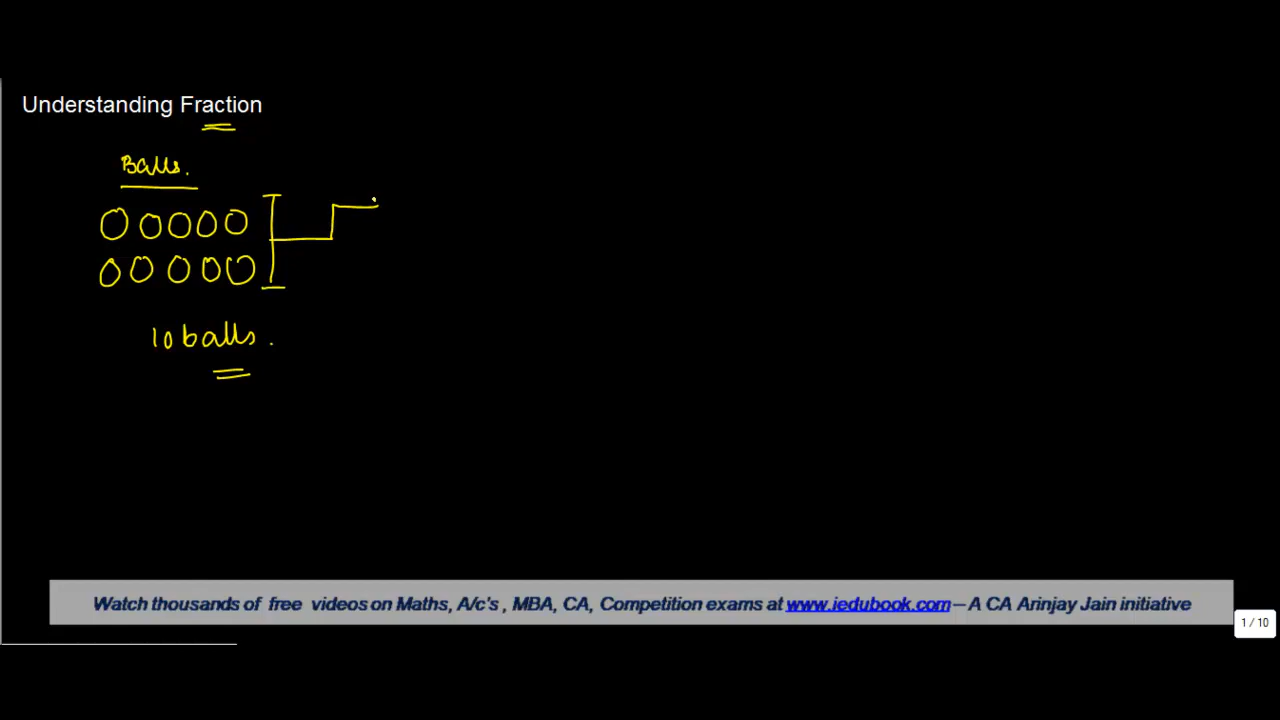 Understanding Fraction
Balls.
10 balls.
Watch thousands of free videos on Maths, A/c's , MBA, CA, Competition exams at www.iedubook.com – A CA Arinjay Jain initiative
1 / 10